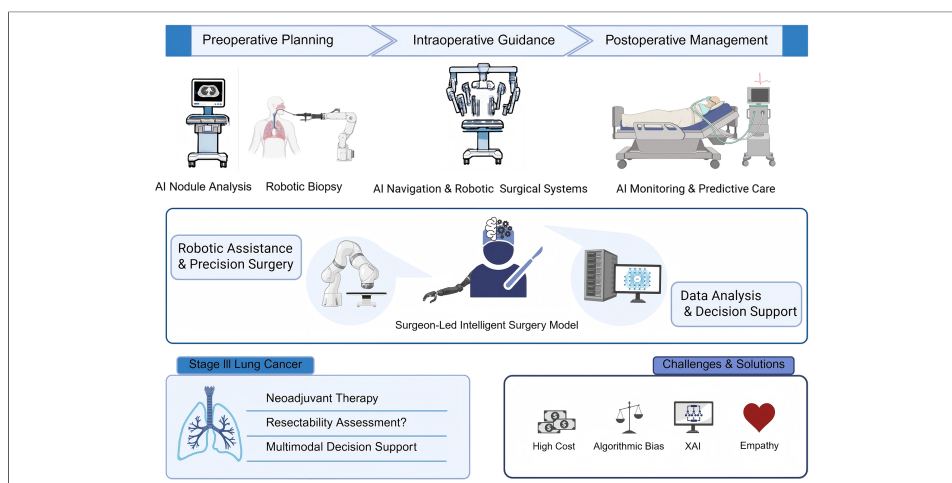 Preoperative Planning
Intraoperative Guidance
Postoperative Management
AI Nodule Analysis
Robotic Biopsy
AI Navigation & Robotic Surgical Systems
AI Monitoring & Predictive Care
Robotic Assistance
& Precision Surgery
Surgeon-Led Intelligent Surgery Model
Data Analysis
& Decision Support
Stage III Lung Cancer
Neoadjuvant Therapy
Resectability Assessment?
Multimodal Decision Support
Challenges & Solutions
High Cost
Algorithmic Bias
XAI
Empathy